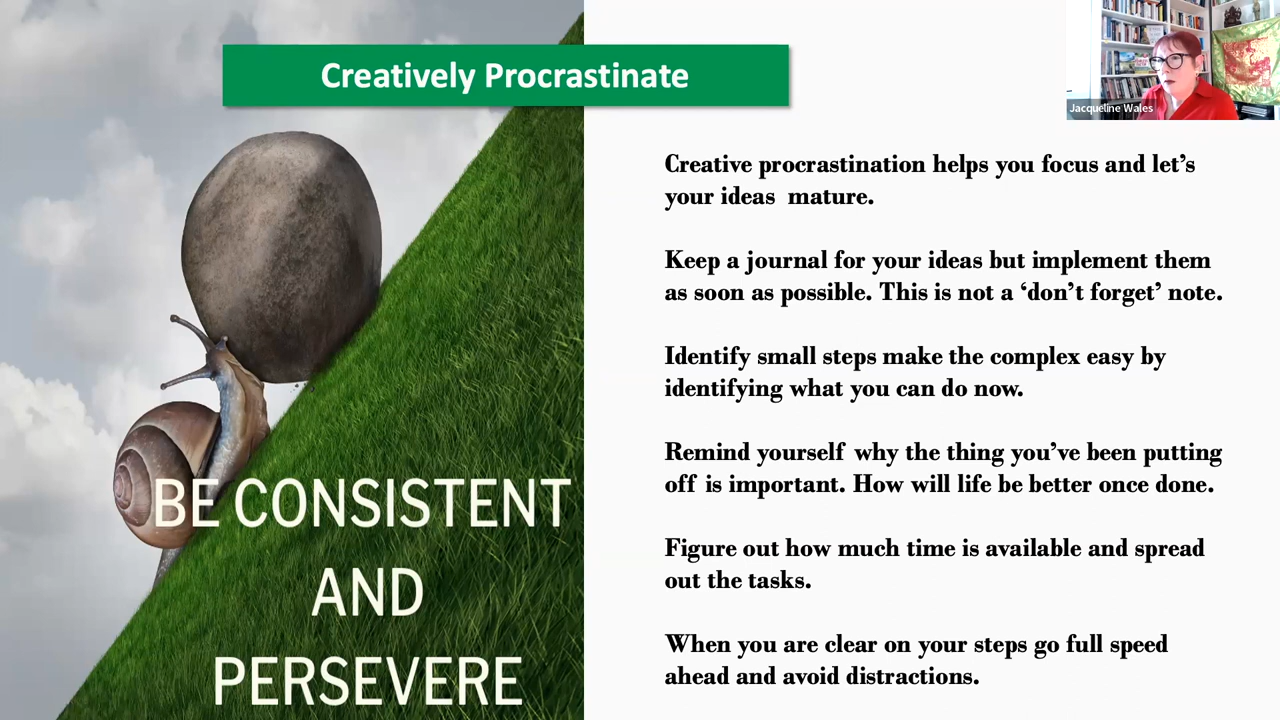 Creatively Procrastinate
Jacqueline Wales
Creative procrastination helps you focus and let’s
your ideas mature.
Keep a journal for your ideas but implement them
as soon as possible. This is not a ‘don’t forget’ note.
Identify small steps make the complex easy by
identifying what you can do now.
Remind yourself why the thing you’ve been putting
off is important. How will life be better once done.
Figure out how much time is available and spread
out the tasks.
When you are clear on your steps go full speed
ahead and avoid distractions.
BE CONSISTENT
AND
PERSEVERE